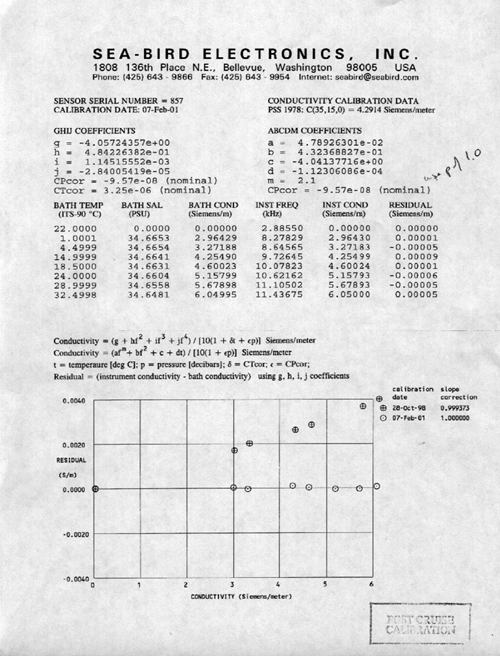 SEA-BIRD ELECTRONICS, INC.
1808 136th Place N.E., Bellevue, Washington 98005 USA
Phone: (425) 643 - 9866 Fax: (425) 643 - 9954 Internet: seabird@seabird.com
SENSOR SERIAL NUMBER = 857
CALIBRATION DATE: 07-Feb-01
CONDUCTIVITY CALIBRATION DATA
PSS 1978: C(35,15,0) = 4.2914 Siemens/meter
GHIJ COEFFICIENTS
g = -4.05724357e+00
h = 4.84226382e-01
i = 1.14515552e-03
j = -2.84005419e-05
CPcor = -9.57e-08 (nominal)
CTcor = 3.25e-06 (nominal)
ABCDM COEFFICIENTS
a = 4.78926301e-02
b = 4.32368827e-01
c = -4.04137716e+00
d = -1.12306086e-04
m = 2.1
CPcor = -9.57e-08 (nominal)
1.0
BATH TEMP BATH SAL BATH COND INST FREQ INST COND RESIDUAL
(ITS-90 °C) (PSU) (Siemens/m) (kHz) (Siemens/m) (Siemens/m)
22.0000 0.0000 0.00000 2.88550 0.00000 0.00000
1.0001 34.6653 2.96429 8.27829 2.96430 0.00001
4.4999 34.6654 3.27188 8.64565 3.27183 -0.00005
14.9999 34.6641 4.25490 9.72645 4.25499 0.00009
18.5000 34.6631 4.60023 10.07823 4.60024 0.00001
24.0000 34.6604 5.15799 10.62162 5.15793 -0.00006
28.9999 34.6558 5.67898 11.10502 5.67893 -0.00005
32.4998 34.6481 6.04995 11.43675 6.05000 0.00005
Conductivity = (g + hf² + if³ + jf⁴) / [10(1 + δt + εp)] Siemens/meter
Conductivity = (afᵐ + bf² + c + dt) / [10(1 + εp)] Siemens/meter
t = temperature [deg C]; p = pressure [decibars]; δ = CTcor; ε = CPcor;
Residual = (instrument conductivity - bath conductivity) using g, h, i, j coefficients
calibration slope
date correction
28-Oct-98 0.999373
07-Feb-01 1.000000
0.0040
0.0020
RESIDUAL
(S/m)
0.0000
-0.0020
-0.0040
0 1 2 3 4 5 6
CONDUCTIVITY (Siemens/meter)
POST CRUISE
CALIBRATION